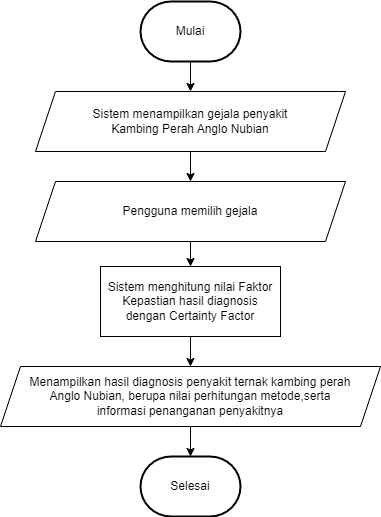 Mulai
Sistem menampilkan gejala penyakit
Kambing Perah Anglo Nubian
Pengguna memilih gejala
Sistem menghitung nilai Faktor
Kepastian hasil diagnosis
dengan Certainty Factor
Menampilkan hasil diagnosis penyakit ternak kambing perah
Anglo Nubian, berupa nilai perhitungan metode,serta
informasi penanganan penyakitnya
Selesai